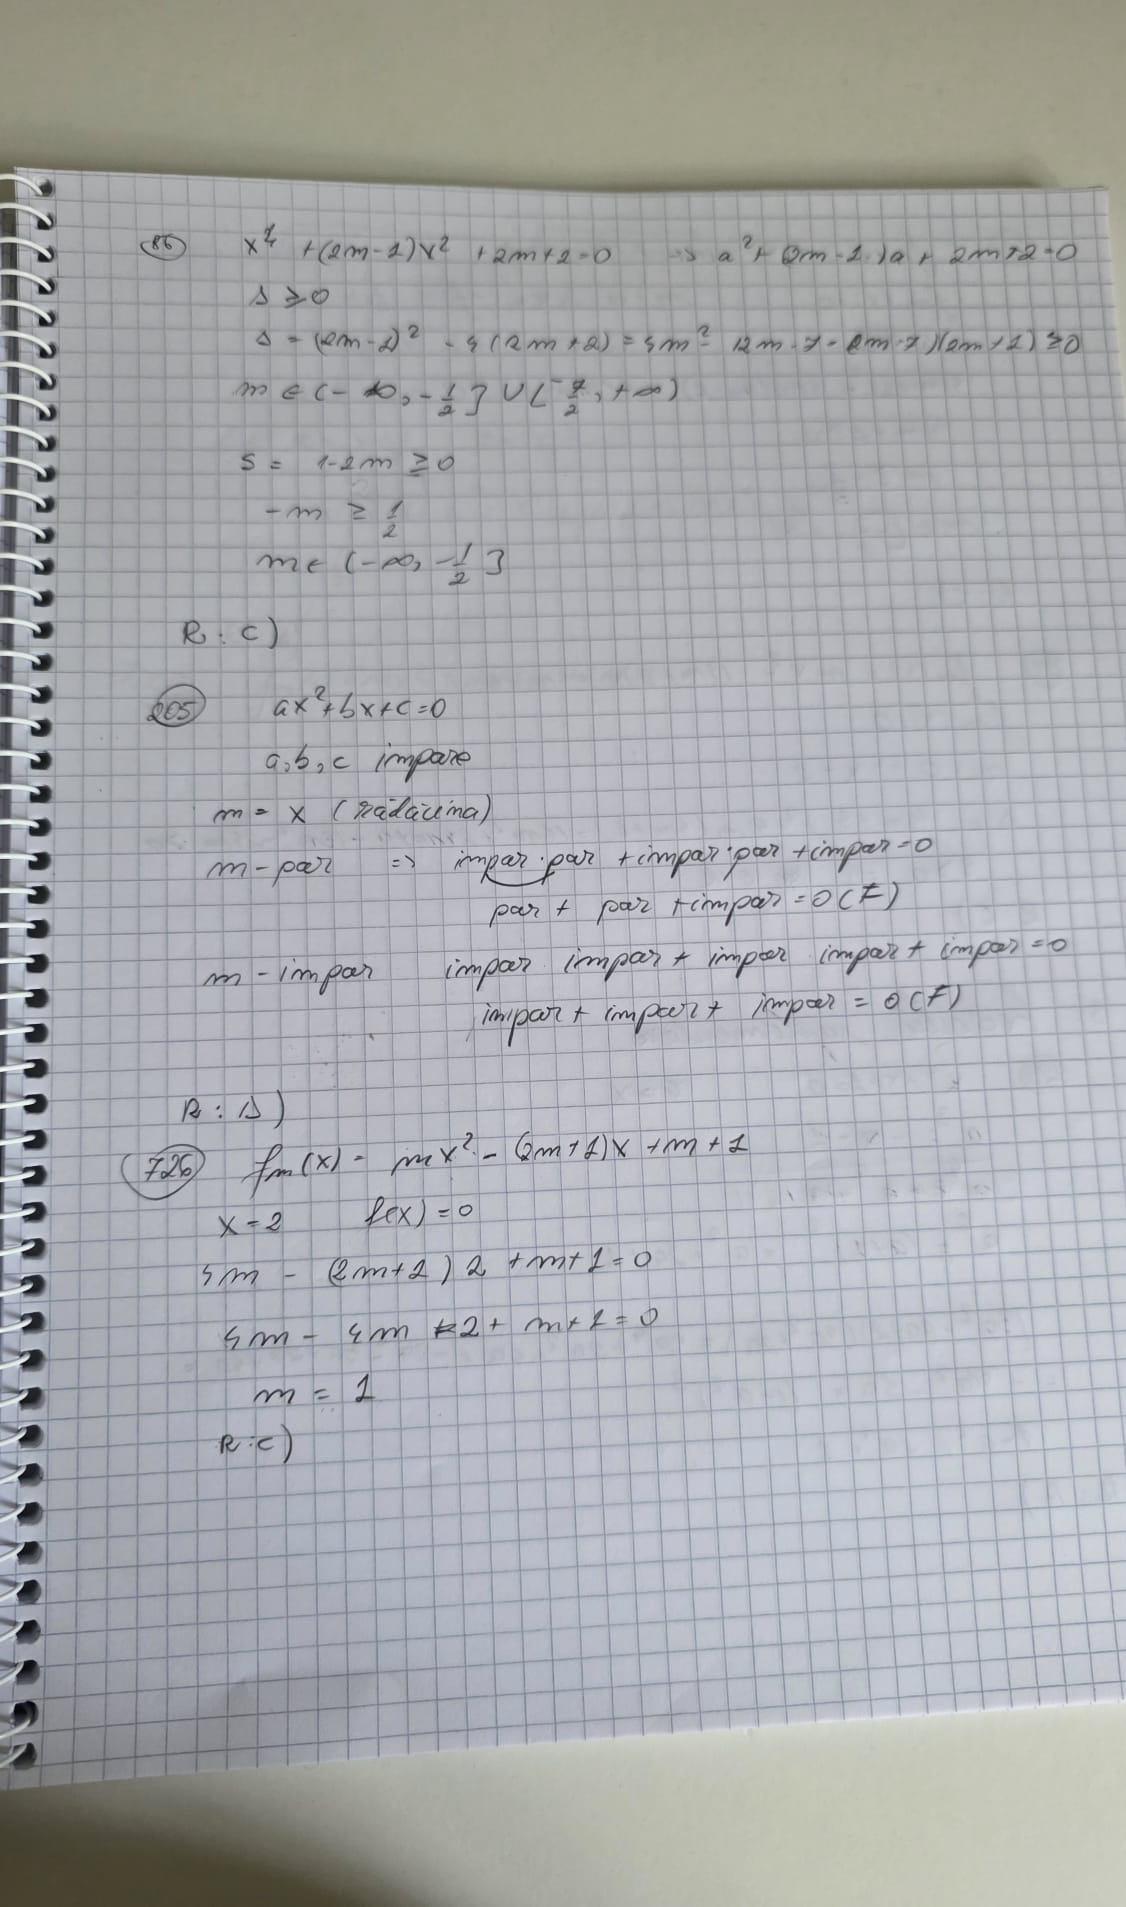 86 x⁴ + (2m-1)x² + 2m+2=0 => a² + (2m-1)a + 2m+2=0
Δ ≥ 0
Δ = (2m-1)² - 4(2m+2) = 4m² - 12m - 7 = (2m-7)(2m+1) ≥ 0
m ∈ (-∞, -1/2] ∪ [7/2, +∞)
S = 1-2m ≥ 0
-m ≥ 1/2
m ∈ (-∞, -1/2]
R: C)
205 ax²+bx+c=0
a,b,c impare
m = x (rădăcina)
m - par => impar·par + impar·par + impar = 0
par + par + impar = 0 (F)
m - impar impar impar + impar impar + impar = 0
impar + impar + impar = 0 (F)
R: Δ)
726 fm(x) = mx² - (2m+1)x + m + 1
x = 2 f(x) = 0
4m - (2m+1)2 + m+1 = 0
4m - 4m - 2 + m+1 = 0
m = 1
R: C)